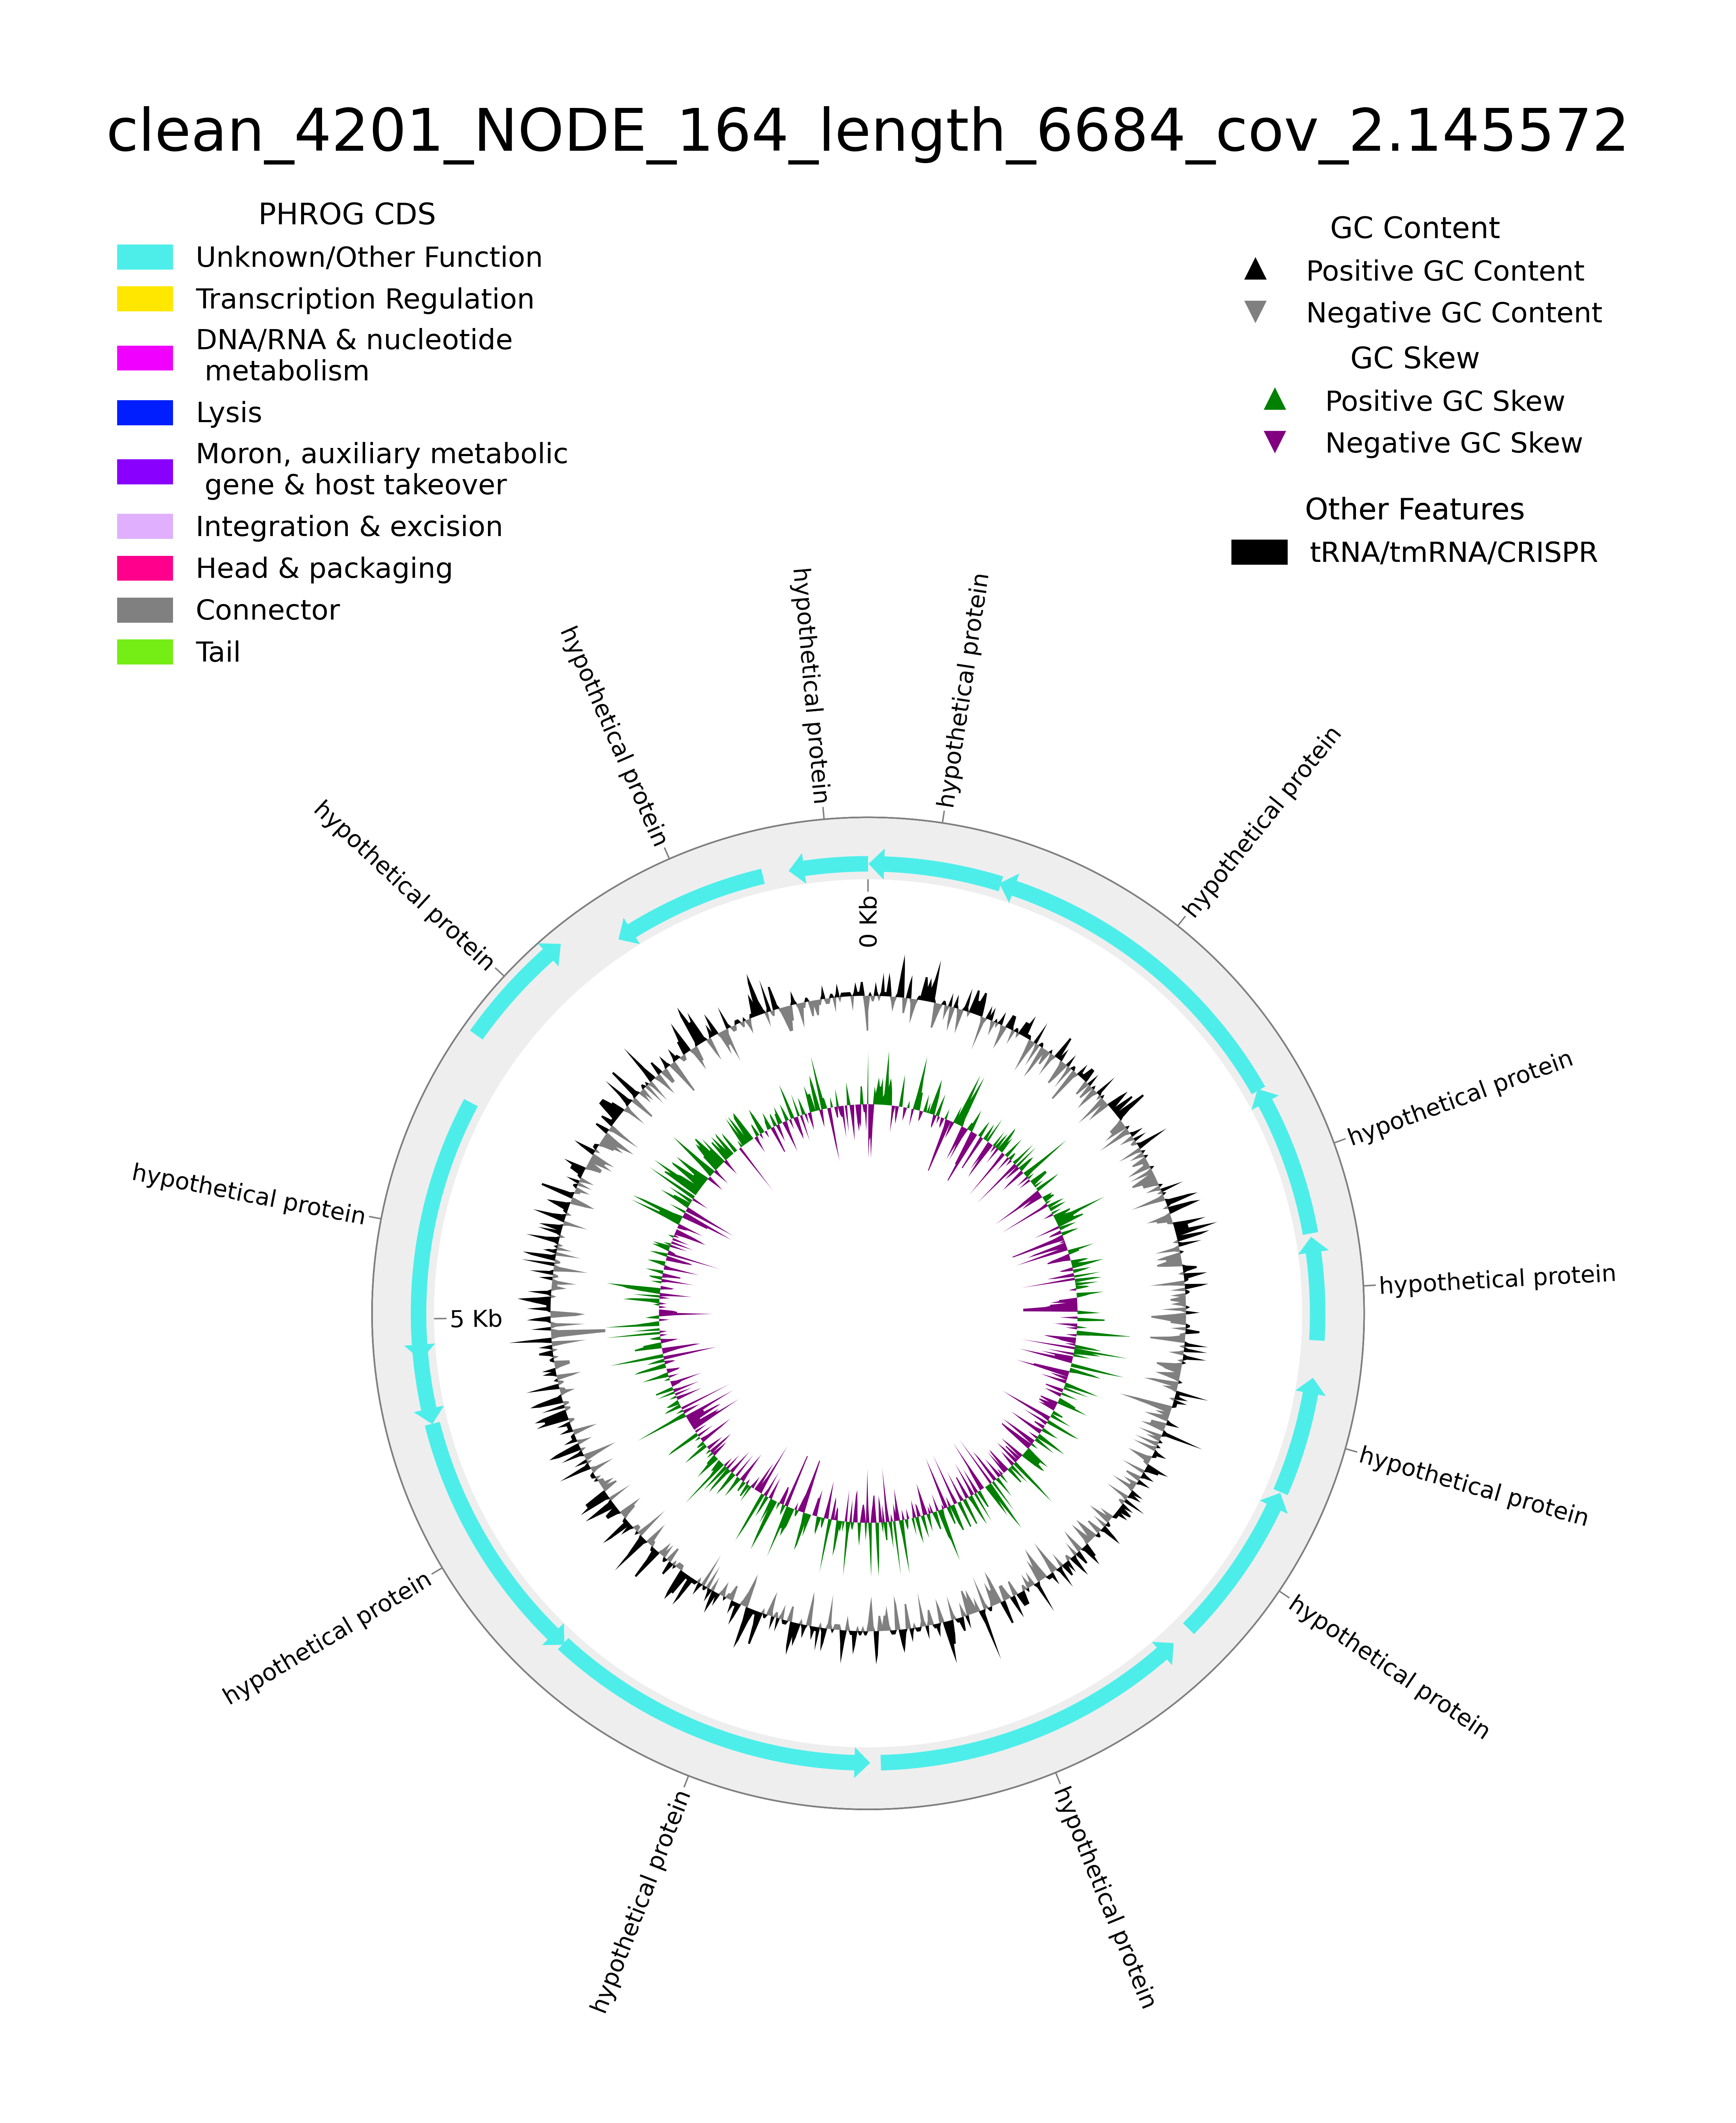 clean_4201_NODE_164_length_6684_cov_2.145572
PHROG CDS
Unknown/Other Function
Transcription Regulation
DNA/RNA & nucleotide
metabolism
Lysis
Moron, auxiliary metabolic
gene & host takeover
Integration & excision
Head & packaging
Connector
Tail
GC Content
Positive GC Content
Negative GC Content
GC Skew
Positive GC Skew
Negative GC Skew
Other Features
tRNA/tmRNA/CRISPR
hypothetical protein
hypothetical protein
hypothetical protein
hypothetical protein
hypothetical protein
hypothetical protein
hypothetical protein
hypothetical protein
hypothetical protein
hypothetical protein
hypothetical protein
hypothetical protein
hypothetical protein
0 Kb
5 Kb